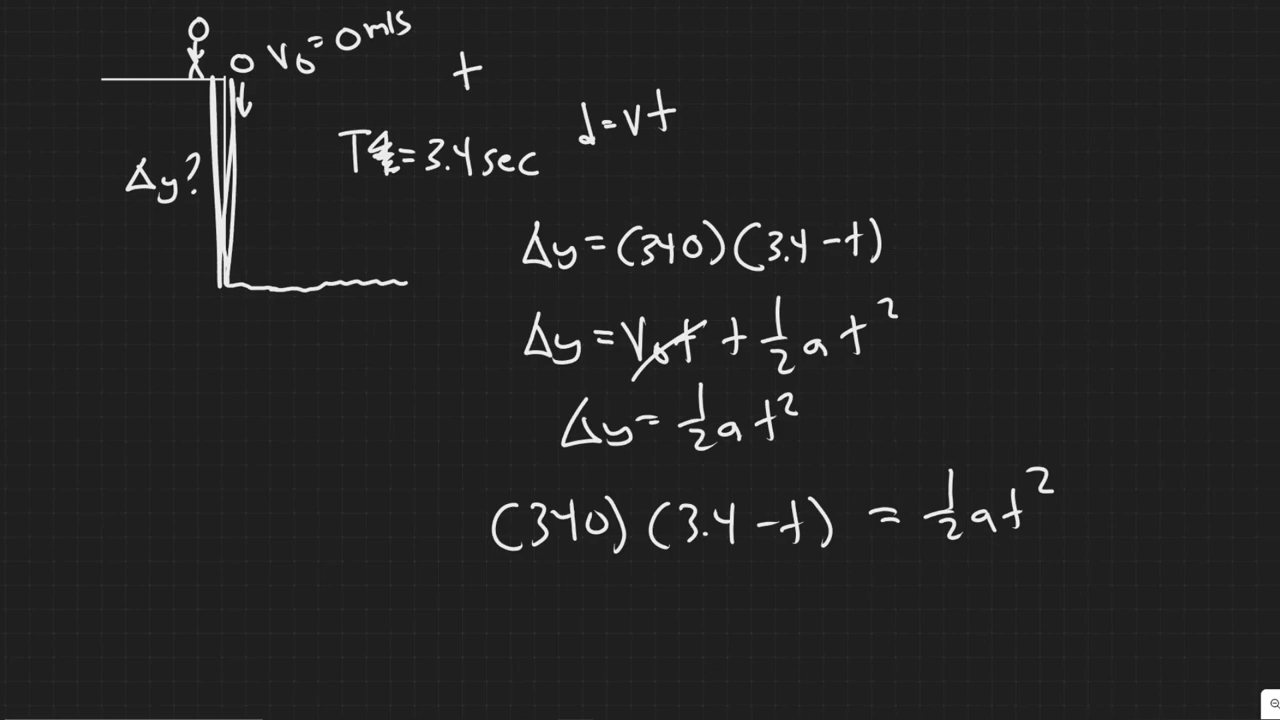 V₀ = 0 m/s
t
d = vt
T = 3.4 sec
Δy?
Δy = (340)(3.4 - t)
Δy = V₀t + ½at²
Δy = ½at²
(340)(3.4 - t) = ½at²